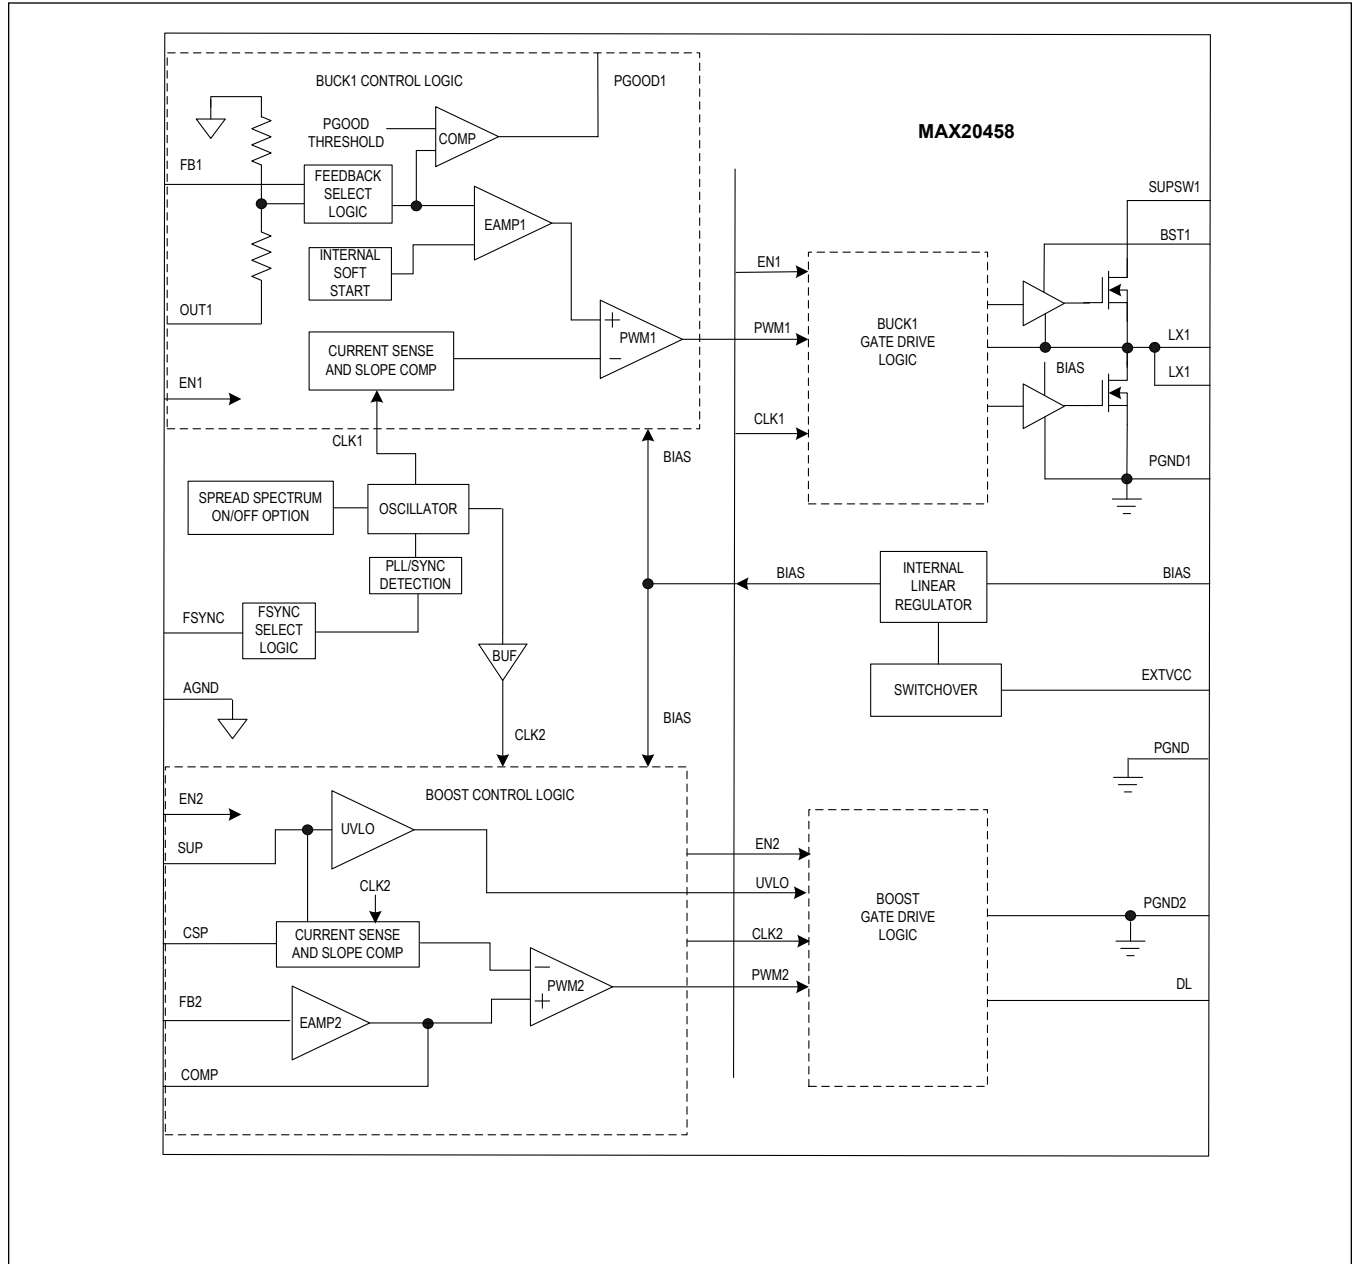 BUCK1 CONTROL LOGIC
PGOOD1
PGOOD
THRESHOLD
COMP
MAX20458
FB1
FEEDBACK
SELECT
LOGIC
EAMP1
INTERNAL
SOFT
START
OUT1
CURRENT SENSE
AND SLOPE COMP
+
PWM1
−
EN1
CLK1
BIAS
SUPSW1
BST1
EN1
PWM1
CLK1
BUCK1
GATE DRIVE
LOGIC
LX1
BIAS
LX1
PGND1
SPREAD SPECTRUM
ON/OFF OPTION
OSCILLATOR
PLL/SYNC
DETECTION
FSYNC
FSYNC
SELECT
LOGIC
BUF
BIAS
INTERNAL
LINEAR
REGULATOR
BIAS
SWITCHOVER
EXTVCC
AGND
CLK2
BIAS
PGND
BOOST CONTROL LOGIC
EN2
UVLO
SUP
CLK2
CSP
CURRENT SENSE
AND SLOPE COMP
−
PWM2
+
FB2
EAMP2
COMP
EN2
UVLO
CLK2
PWM2
BOOST
GATE DRIVE
LOGIC
PGND2
DL